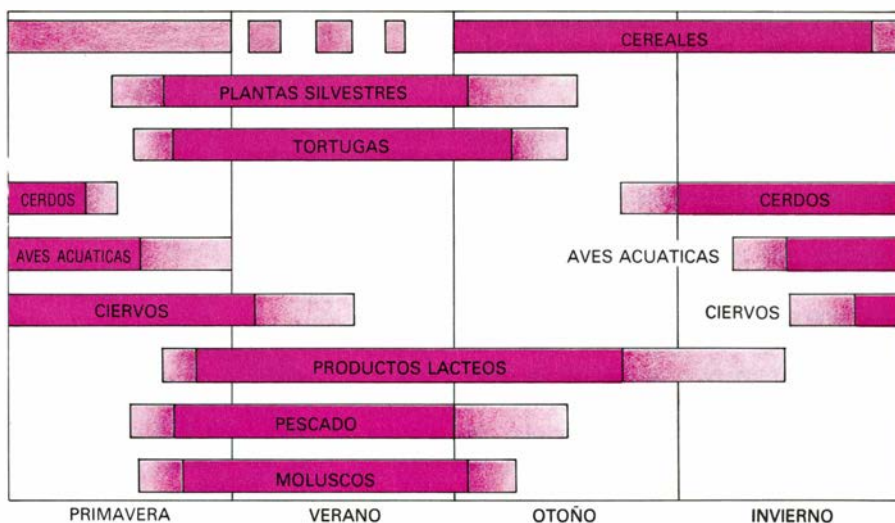 CEREALES
PLANTAS SILVESTRES
TORTUGAS
CERDOS
CERDOS
AVES ACUATICAS
AVES ACUATICAS
CIERVOS
CIERVOS
PRODUCTOS LACTEOS
PESCADO
MOLUSCOS
PRIMAVERA
VERANO
OTOÑO
INVIERNO